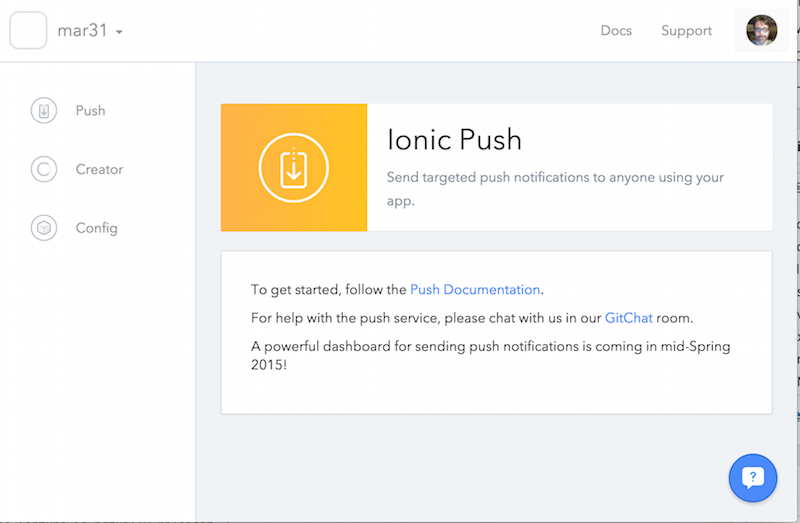 mar31
Docs
Support
Push
Creator
Config
Ionic Push
Send targeted push notifications to anyone using your
app.
To get started, follow the Push Documentation.
For help with the push service, please chat with us in our GitChat room.
A powerful dashboard for sending push notifications is coming in mid-Spring
2015!
?